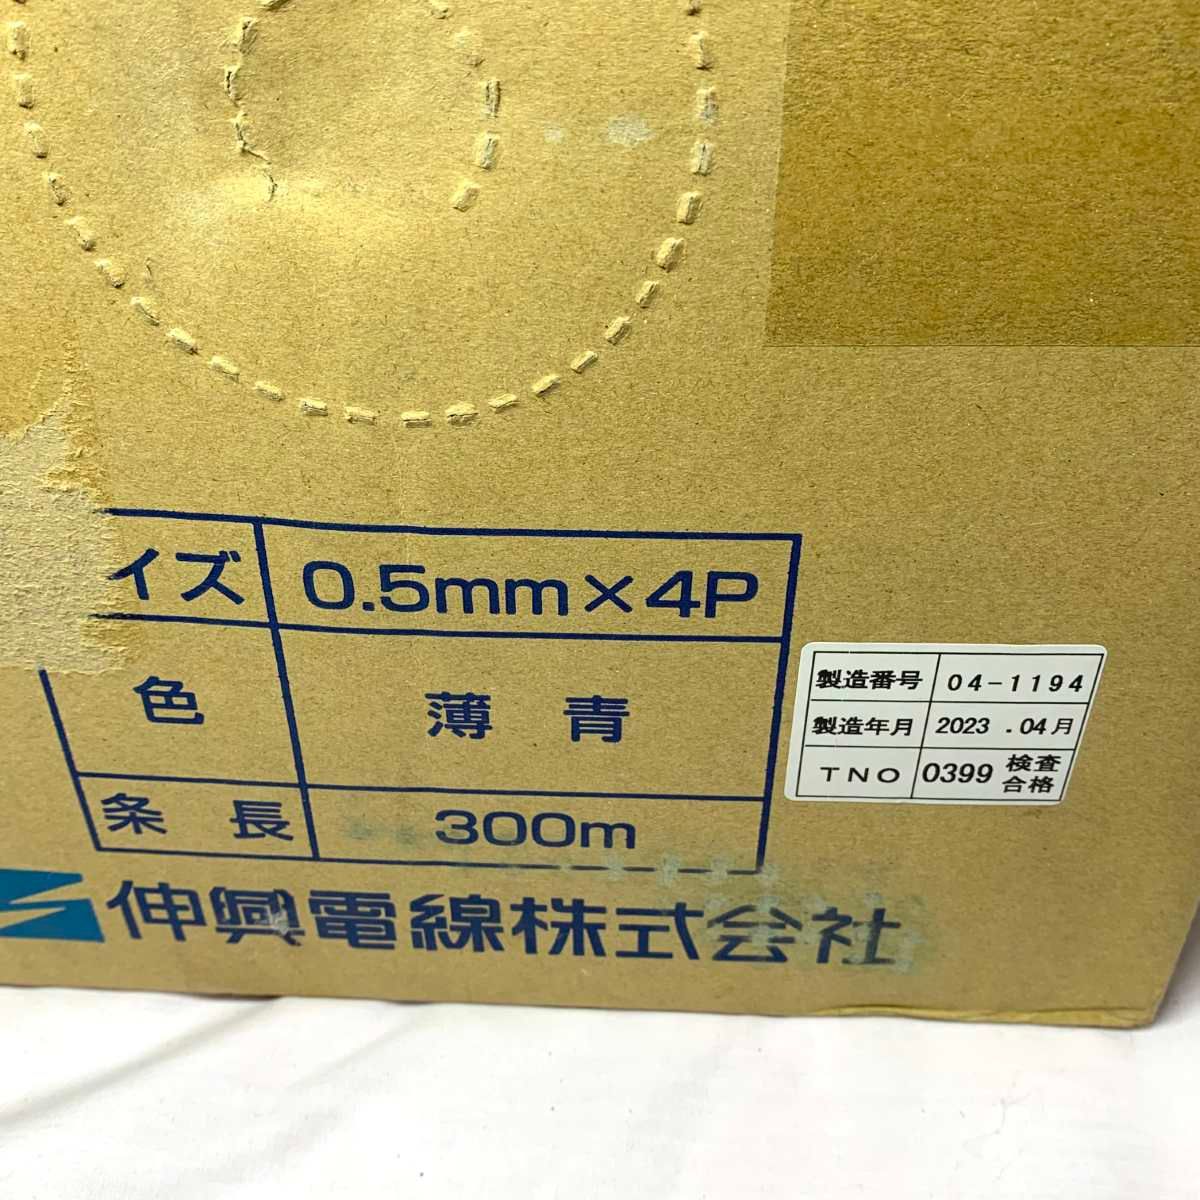 イズ 0.5mm×4P
色 薄青
条長 300m
伸興電線株式会社
製造番号 04-1194
製造年月 2023.04月
TNO 0399 検査合格